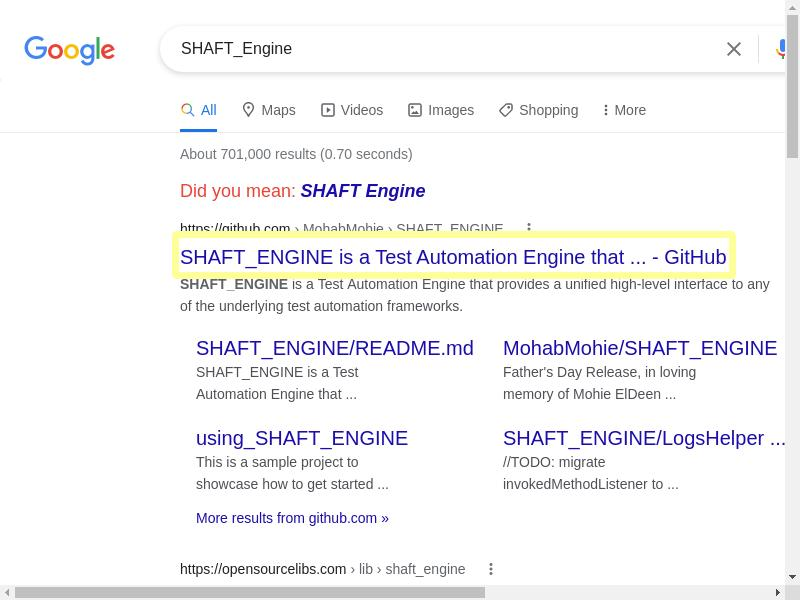 Google
SHAFT_Engine
All Maps Videos Images Shopping More
About 701,000 results (0.70 seconds)
Did you mean: SHAFT Engine
https://github.com › MohabMohie › SHAFT_ENGINE
SHAFT_ENGINE is a Test Automation Engine that ... - GitHub
SHAFT_ENGINE is a Test Automation Engine that provides a unified high-level interface to any
of the underlying test automation frameworks.
SHAFT_ENGINE/README.md
SHAFT_ENGINE is a Test
Automation Engine that ...
MohabMohie/SHAFT_ENGINE
Father's Day Release, in loving
memory of Mohie ElDeen ...
using_SHAFT_ENGINE
This is a sample project to
showcase how to get started ...
SHAFT_ENGINE/LogsHelper ...
//TODO: migrate
invokedMethodListener to ...
More results from github.com »
https://opensourcelibs.com › lib › shaft_engine